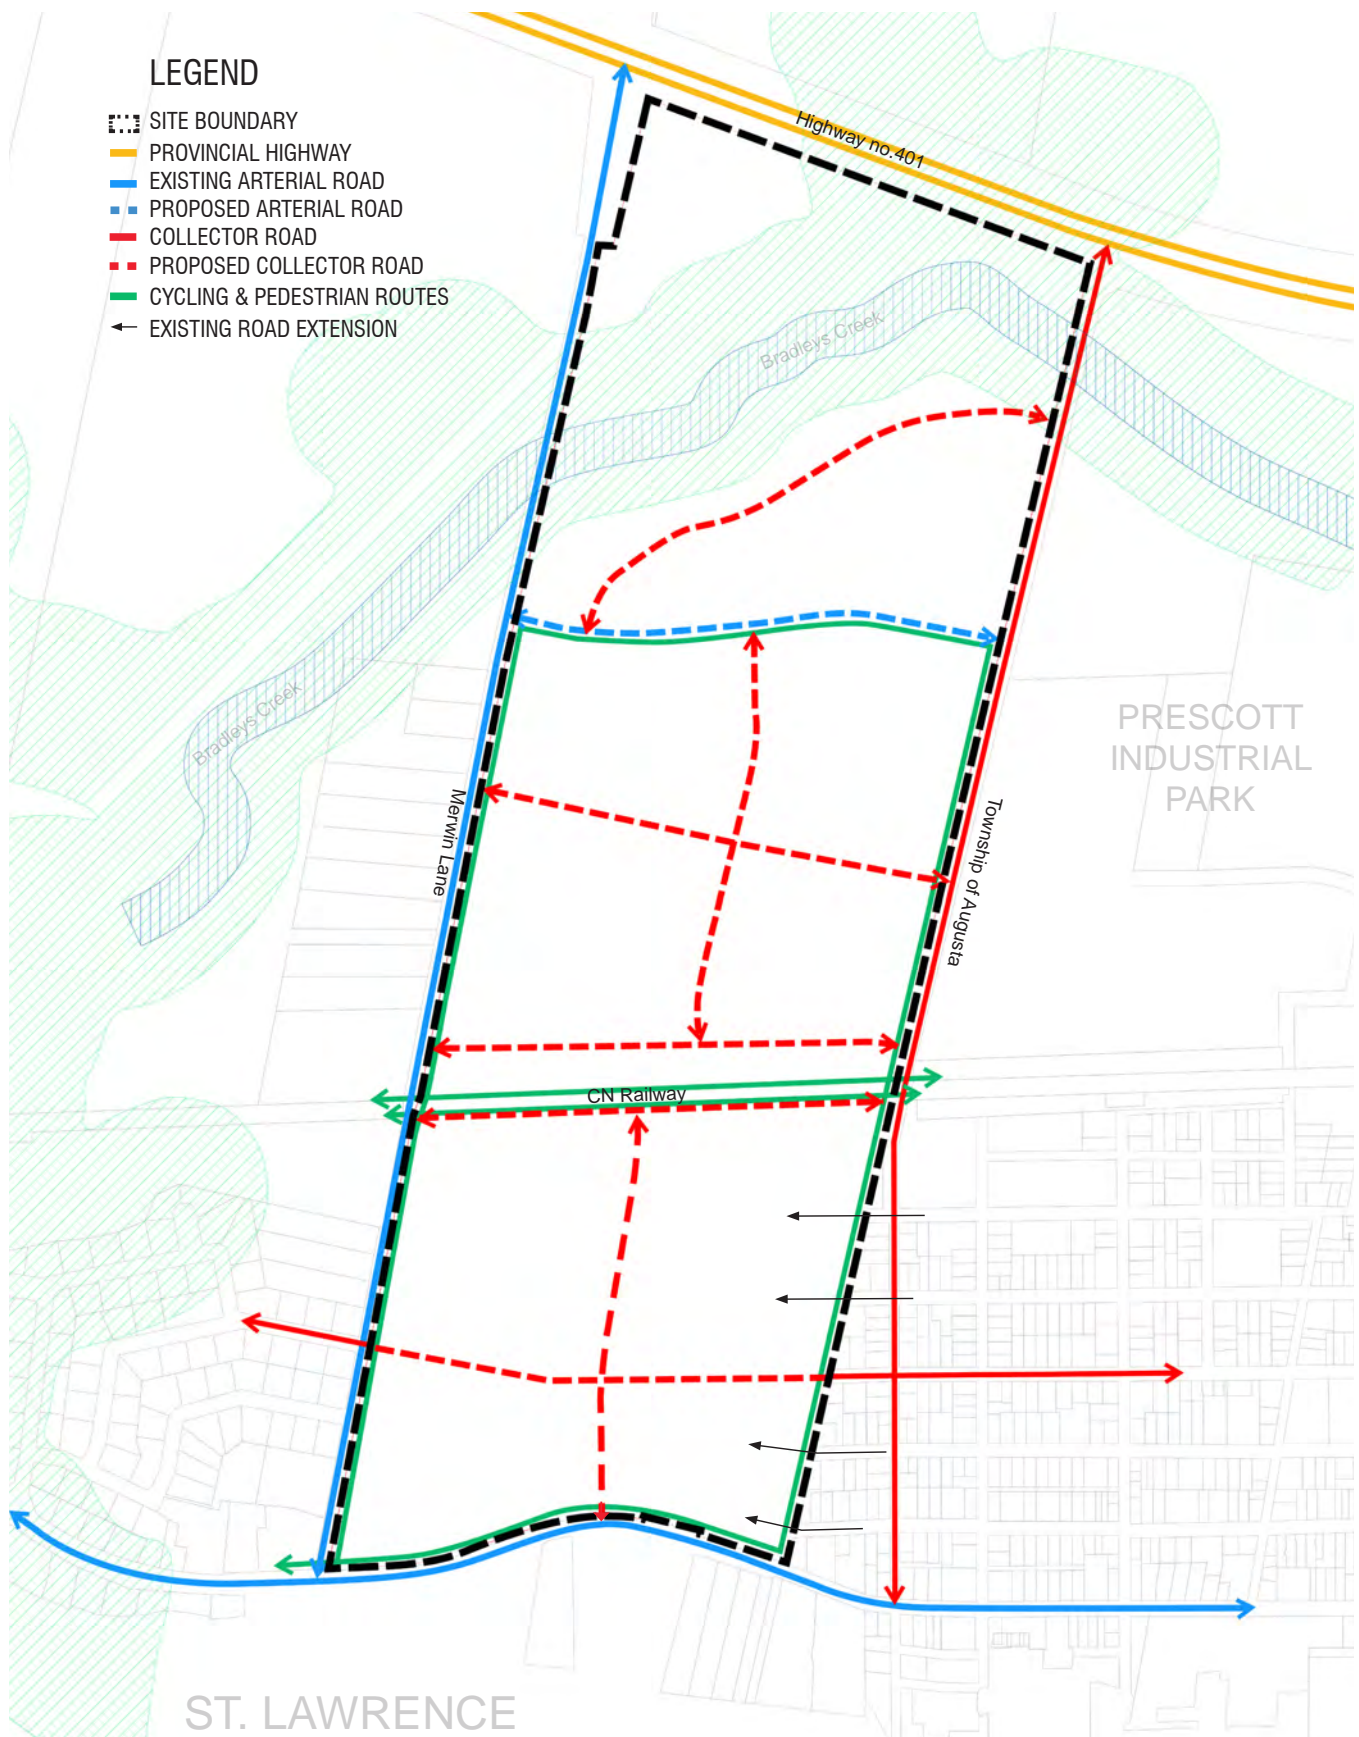 LEGEND
SITE BOUNDARY
PROVINCIAL HIGHWAY
EXISTING ARTERIAL ROAD
PROPOSED ARTERIAL ROAD
COLLECTOR ROAD
PROPOSED COLLECTOR ROAD
CYCLING & PEDESTRIAN ROUTES
EXISTING ROAD EXTENSION
Highway no.401
Bradleys Creek
Bradleys Creek
PRESCOTT
INDUSTRIAL
PARK
Merwin Lane
Township of Augusta
CN Railway
ST. LAWRENCE